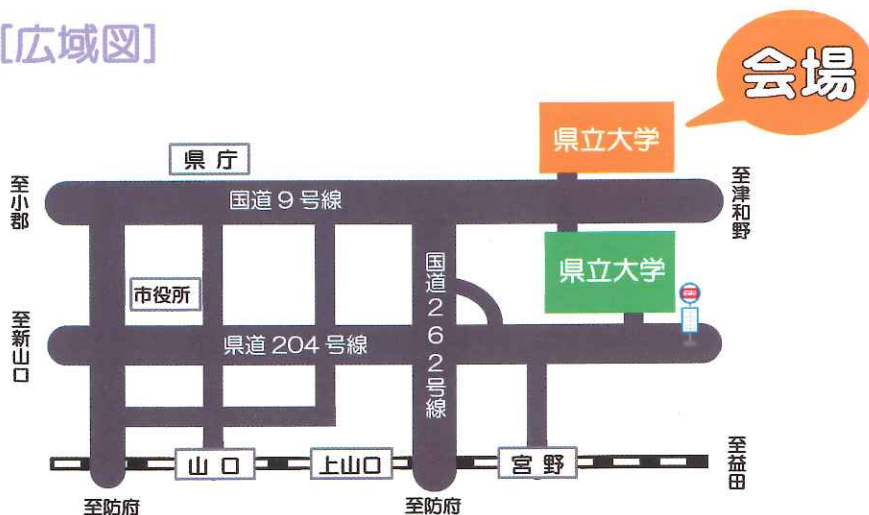 [広域図]
会場
県立大学
県庁
至小郡
国道9号線
至津和野
県立大学
市役所
国道262号線
至新山口
県道204号線
山口
上山口
宮野
至益田
至防府
至防府